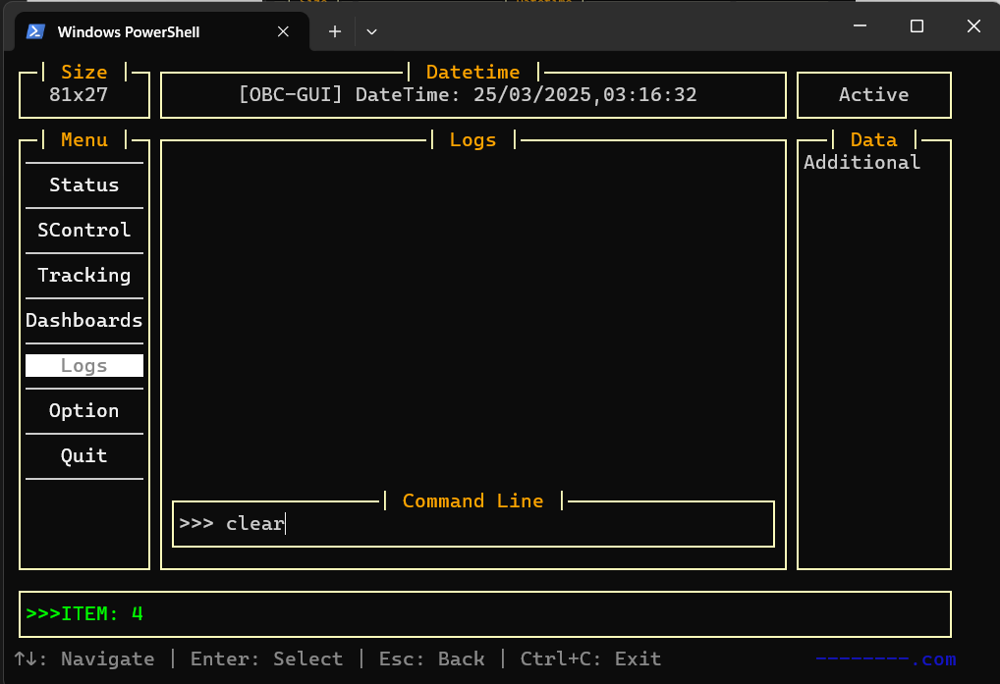 Windows PowerShell
Size
81x27
Datetime
[OBC-GUI] DateTime: 25/03/2025,03:16:32
Active
Menu
Status
SControl
Tracking
Dashboards
Logs
Option
Quit
Logs
Command Line
>>> clear
Data
Additional
>>>ITEM: 4
↑↓: Navigate | Enter: Select | Esc: Back | Ctrl+C: Exit
--------.com